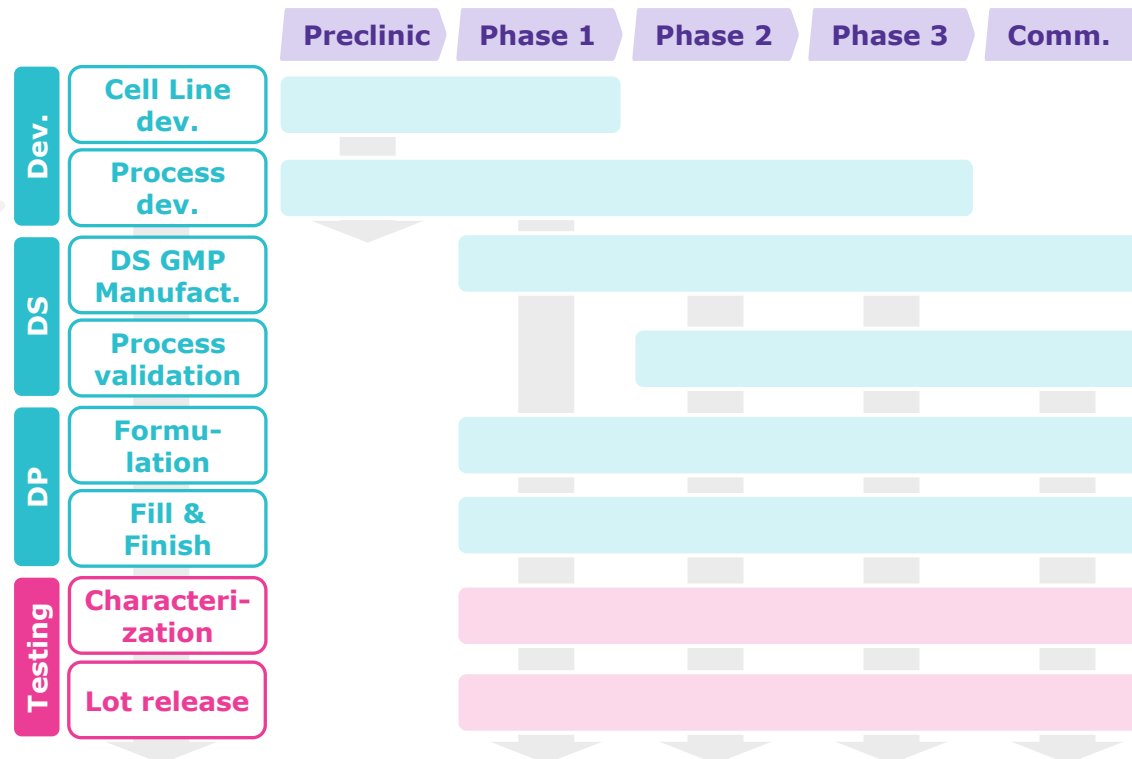 Preclinic Phase 1 Phase 2 Phase 3 Comm.
Dev.
Cell Line
dev.
Process
dev.
DS
DS GMP
Manufact.
Process
validation
DP
Formu-
lation
Fill &
Finish
Testing
Characteri-
zation
Lot release